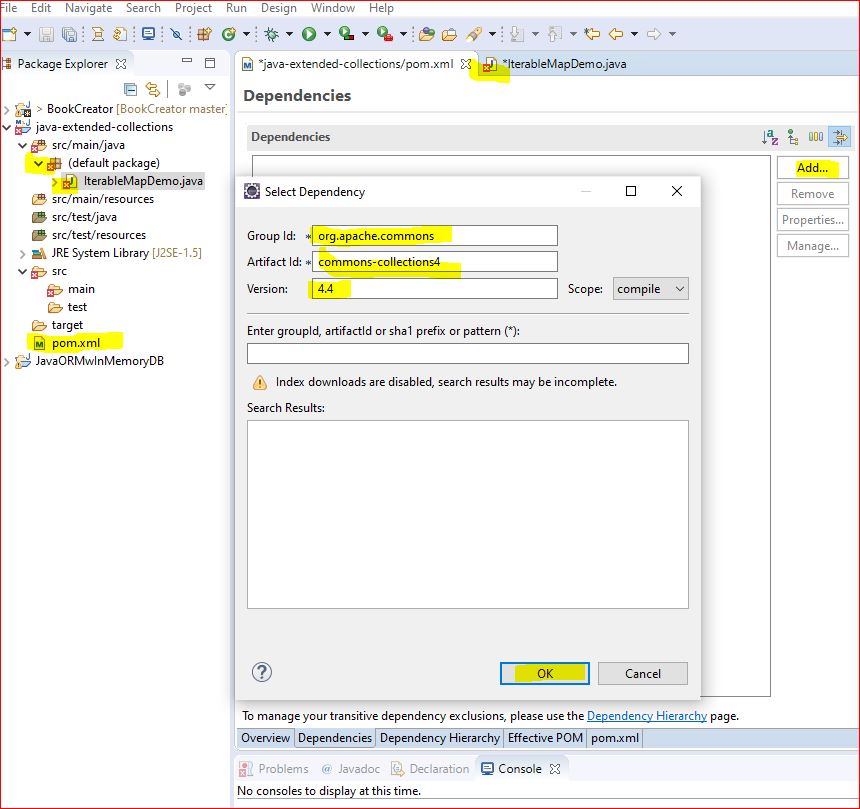 File Edit Navigate Search Project Run Design Window Help
Package Explorer
> BookCreator [BookCreator master]
java-extended-collections
src/main/java
(default package)
IterableMapDemo.java
src/main/resources
src/test/java
src/test/resources
JRE System Library [J2SE-1.5]
src
main
test
target
pom.xml
JavaORMwInMemoryDB
*java-extended-collections/pom.xml *IterableMapDemo.java
Dependencies
Dependencies
Add...
Remove
Properties...
Manage...
Select Dependency
Group Id: * org.apache.commons
Artifact Id: * commons-collections4
Version: 4.4 Scope: compile
Enter groupId, artifactId or sha1 prefix or pattern (*):
Index downloads are disabled, search results may be incomplete.
Search Results:
? OK Cancel
To manage your transitive dependency exclusions, please use the Dependency Hierarchy page.
Overview Dependencies Dependency Hierarchy Effective POM pom.xml
Problems @ Javadoc Declaration Console
No consoles to display at this time.